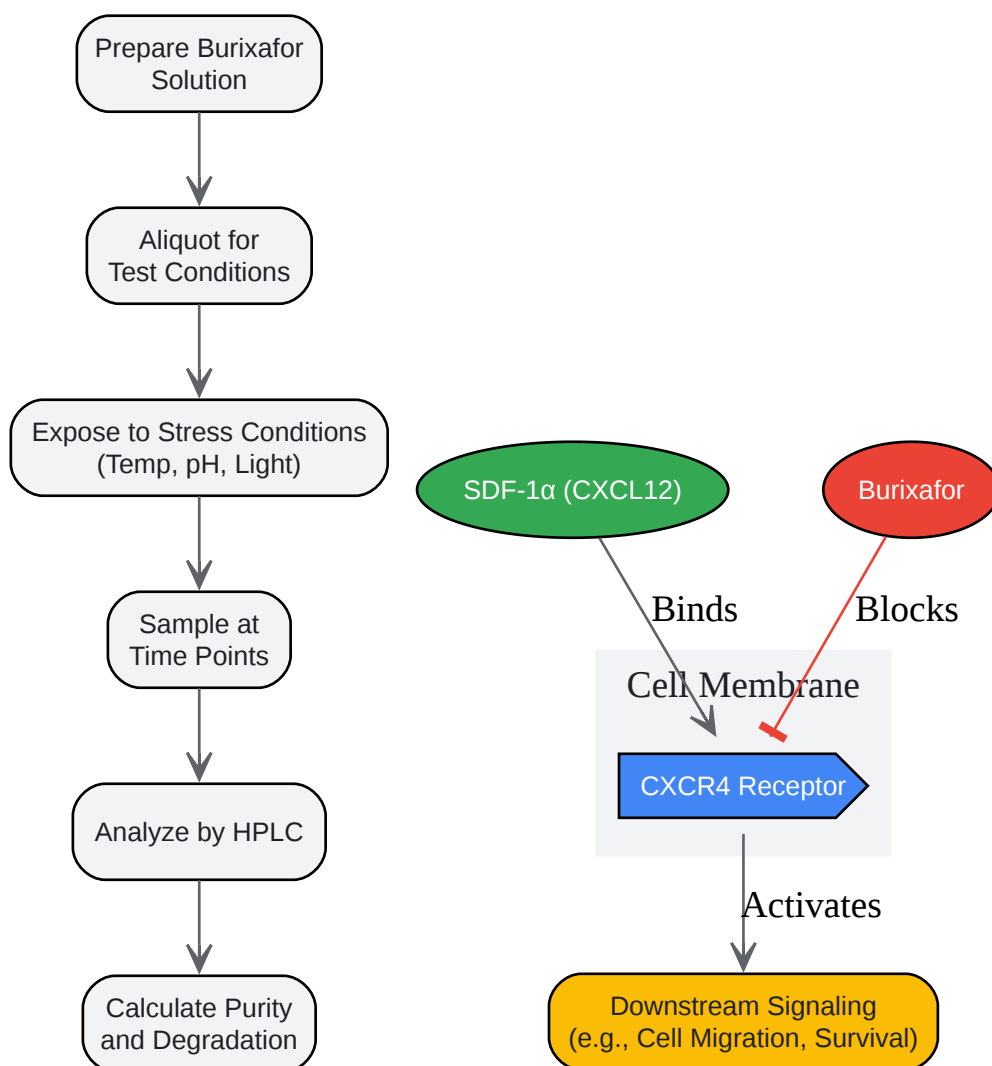 Prepare Burixafor
Solution
Aliquot for
Test Conditions
Expose to Stress Conditions
(Temp, pH, Light)
Sample at
Time Points
Analyze by HPLC
Calculate Purity
and Degradation
SDF-1α (CXCL12)
Burixafor
Binds
Blocks
Cell Membrane
CXCR4 Receptor
Activates
Downstream Signaling
(e.g., Cell Migration, Survival)